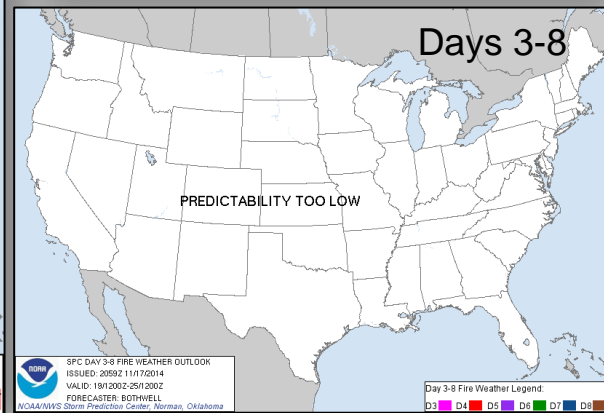 Days 3-8
PREDICTABILITY TOO LOW
NOAA
SPC DAY 3-8 FIRE WEATHER OUTLOOK
ISSUED: 2059Z 11/17/2014
VALID: 19/1200Z-25/1200Z
FORECASTER: BOTHWELL
NOAA/NWS Storm Prediction Center, Norman, Oklahoma
Day 3-8 Fire Weather Legend:
D3 D4 D5 D6 D7 D8